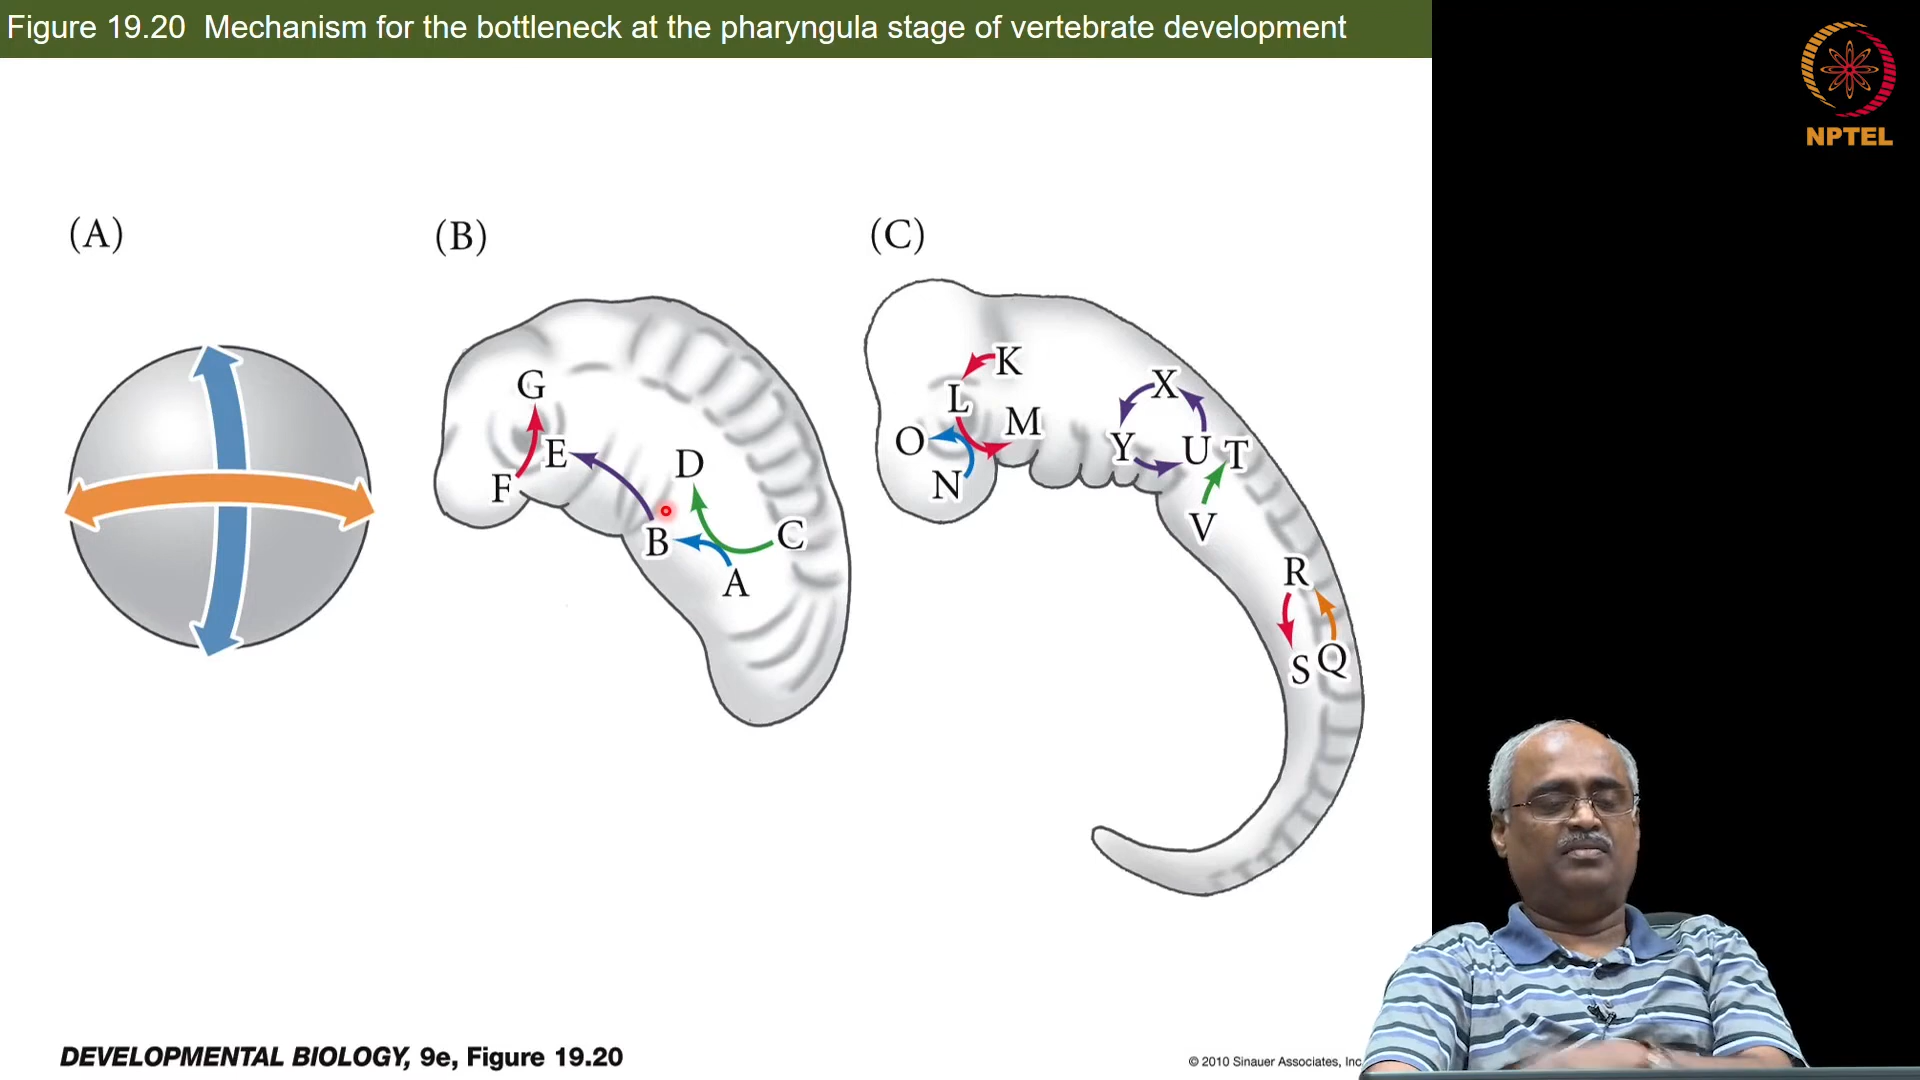 Figure 19.20 Mechanism for the bottleneck at the pharyngula stage of vertebrate development
NPTEL
(A)
(B)
(C)
G
E
F
D
B
C
A
K
L
M
O
N
X
Y
U
T
V
R
S
Q
DEVELOPMENTAL BIOLOGY, 9e, Figure 19.20
© 2010 Sinauer Associates, Inc